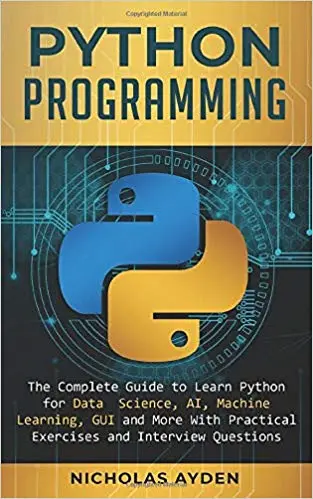 PYTHON
PROGRAMMING
The Complete Guide to Learn Python
for Data Science, AI, Machine
Learning, GUI and More With Practical
Exercises and Interview Questions
NICHOLAS AYDEN